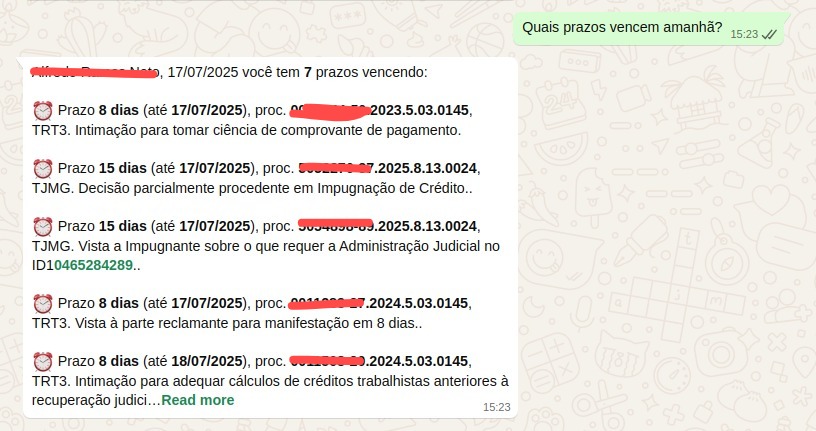 Quais prazos vencem amanhã?
15:23
, 17/07/2025 você tem 7 prazos vencendo:
⏰ Prazo 8 dias (até 17/07/2025), proc. .2023.5.03.0145,
TRT3. Intimação para tomar ciência de comprovante de pagamento.
⏰ Prazo 15 dias (até 17/07/2025), proc. .2025.8.13.0024,
TJMG. Decisão parcialmente procedente em Impugnação de Crédito..
⏰ Prazo 15 dias (até 17/07/2025), proc. .2025.8.13.0024,
TJMG. Vista a Impugnante sobre o que requer a Administração Judicial no
ID10465284289..
⏰ Prazo 8 dias (até 17/07/2025), proc. .2024.5.03.0145,
TRT3. Vista à parte reclamante para manifestação em 8 dias..
⏰ Prazo 8 dias (até 18/07/2025), proc. .2024.5.03.0145,
TRT3. Intimação para adequar cálculos de créditos trabalhistas anteriores à
recuperação judici…Read more
15:23